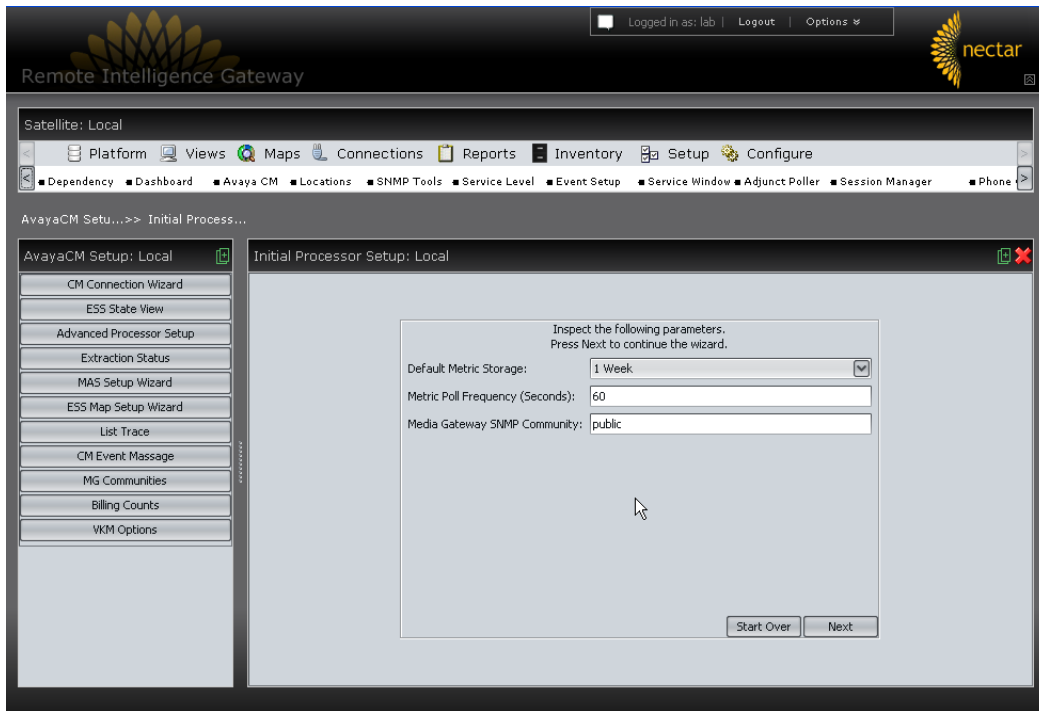 Logged in as: lab | Logout | Options
nectar
Remote Intelligence Gateway
Satellite: Local
Platform Views Maps Connections Reports Inventory Setup Configure
Dependency Dashboard Avaya CM Locations SNMP Tools Service Level Event Setup Service Window Adjunct Poller Session Manager Phone
AvayaCM Setu...>> Initial Process...
AvayaCM Setup: Local
Initial Processor Setup: Local
CM Connection Wizard
ESS State View
Advanced Processor Setup
Extraction Status
MAS Setup Wizard
ESS Map Setup Wizard
List Trace
CM Event Message
MG Communities
Billing Counts
VKM Options
Inspect the following parameters.
Press Next to continue the wizard.
Default Metric Storage: 1 Week
Metric Poll Frequency (Seconds): 60
Media Gateway SNMP Community: public
Start Over Next